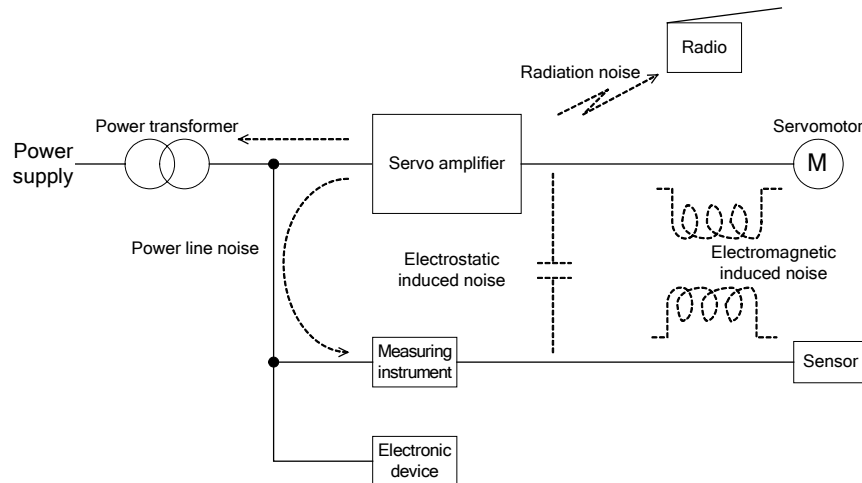 Radio
Radiation noise
Power transformer
Servomotor
Power
supply
Servo amplifier
M
Power line noise
Electrostatic
induced noise
Electromagnetic
induced noise
Measuring
instrument
Sensor
Electronic
device